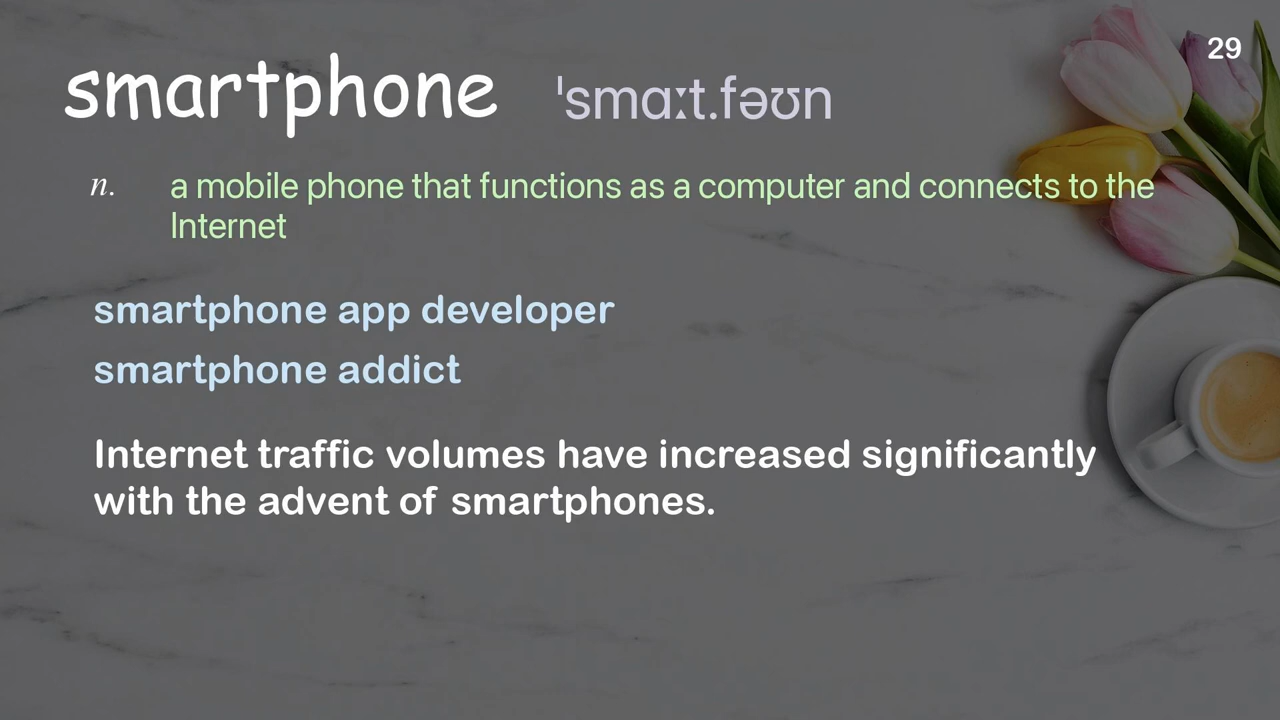 29
smartphone ˈsmɑːt.fəʊn
n. a mobile phone that functions as a computer and connects to the
Internet
smartphone app developer
smartphone addict
Internet traffic volumes have increased significantly
with the advent of smartphones.